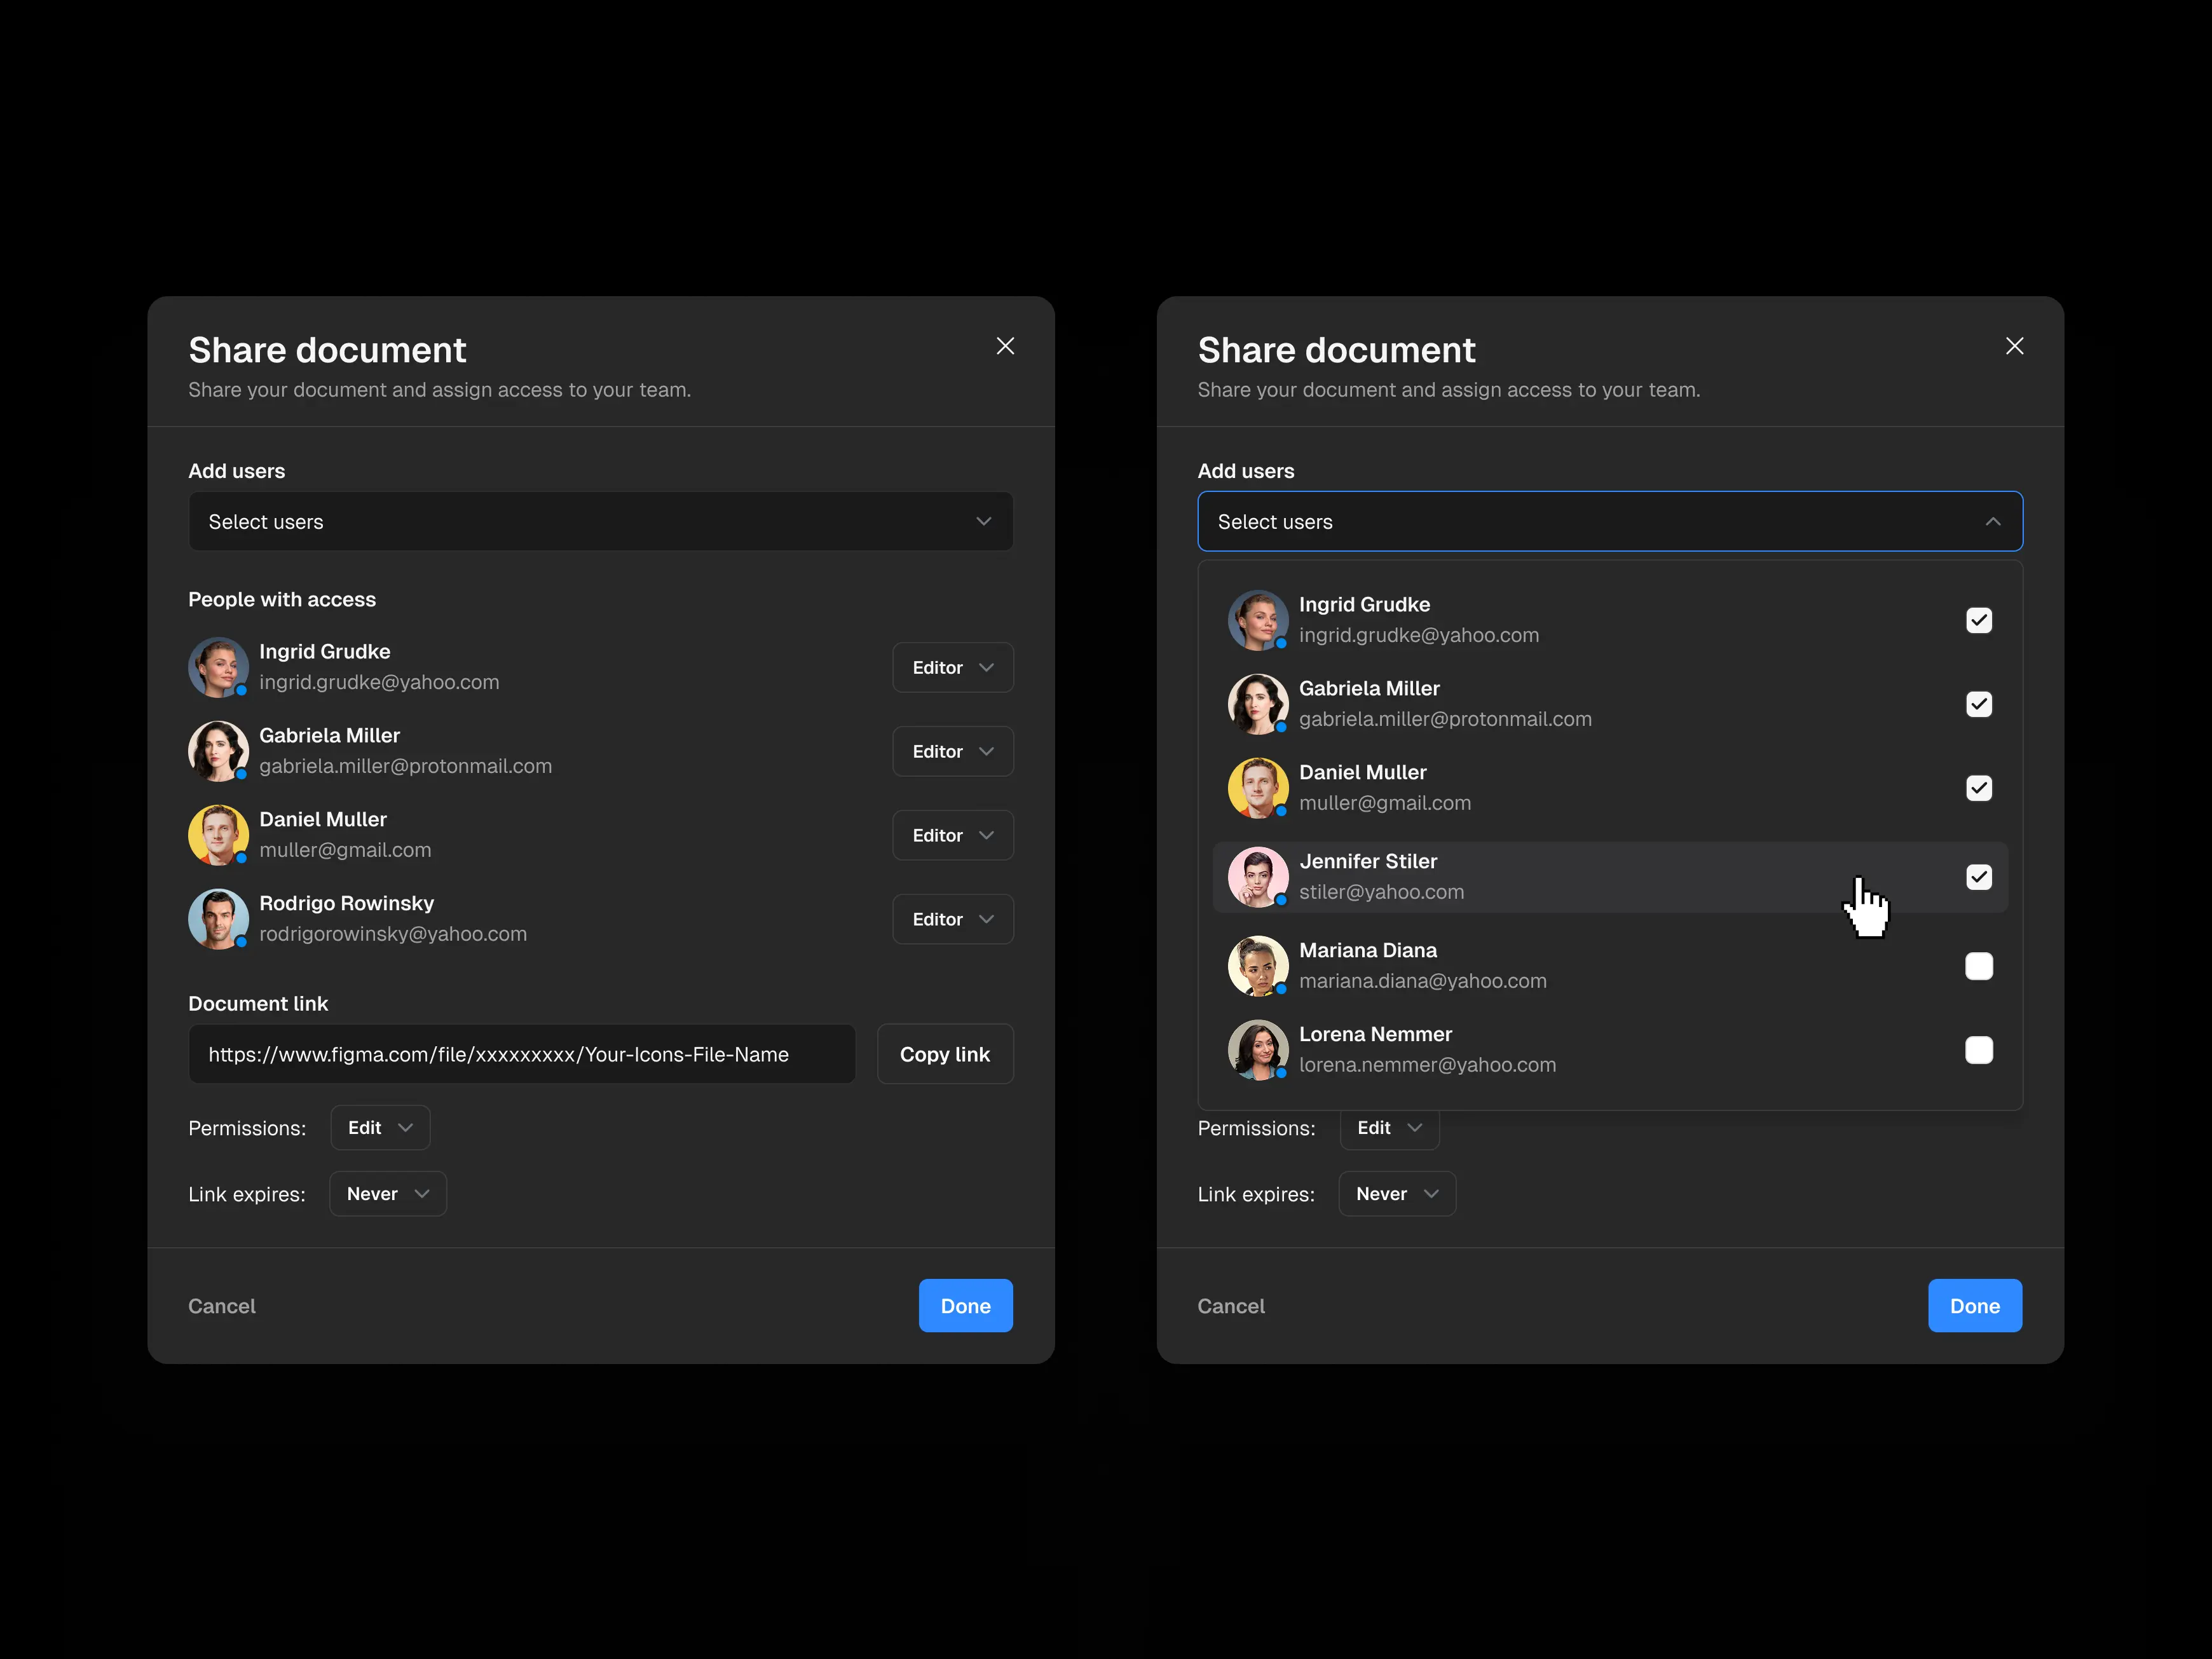 Share document
Share your document and assign access to your team.
Add users
Select users
People with access
Ingrid Grudke
ingrid.grudke@yahoo.com
Editor
Gabriela Miller
gabriela.miller@protonmail.com
Editor
Daniel Muller
muller@gmail.com
Editor
Rodrigo Rowinsky
rodrigorowinsky@yahoo.com
Editor
Document link
https://www.figma.com/file/xxxxxxxxx/Your-Icons-File-Name
Copy link
Permissions:
Edit
Link expires:
Never
Cancel
Done
Share document
Share your document and assign access to your team.
Add users
Select users
Ingrid Grudke
ingrid.grudke@yahoo.com
Gabriela Miller
gabriela.miller@protonmail.com
Daniel Muller
muller@gmail.com
Jennifer Stiler
stiler@yahoo.com
Mariana Diana
mariana.diana@yahoo.com
Lorena Nemmer
lorena.nemmer@yahoo.com
Permissions:
Edit
Link expires:
Never
Cancel
Done